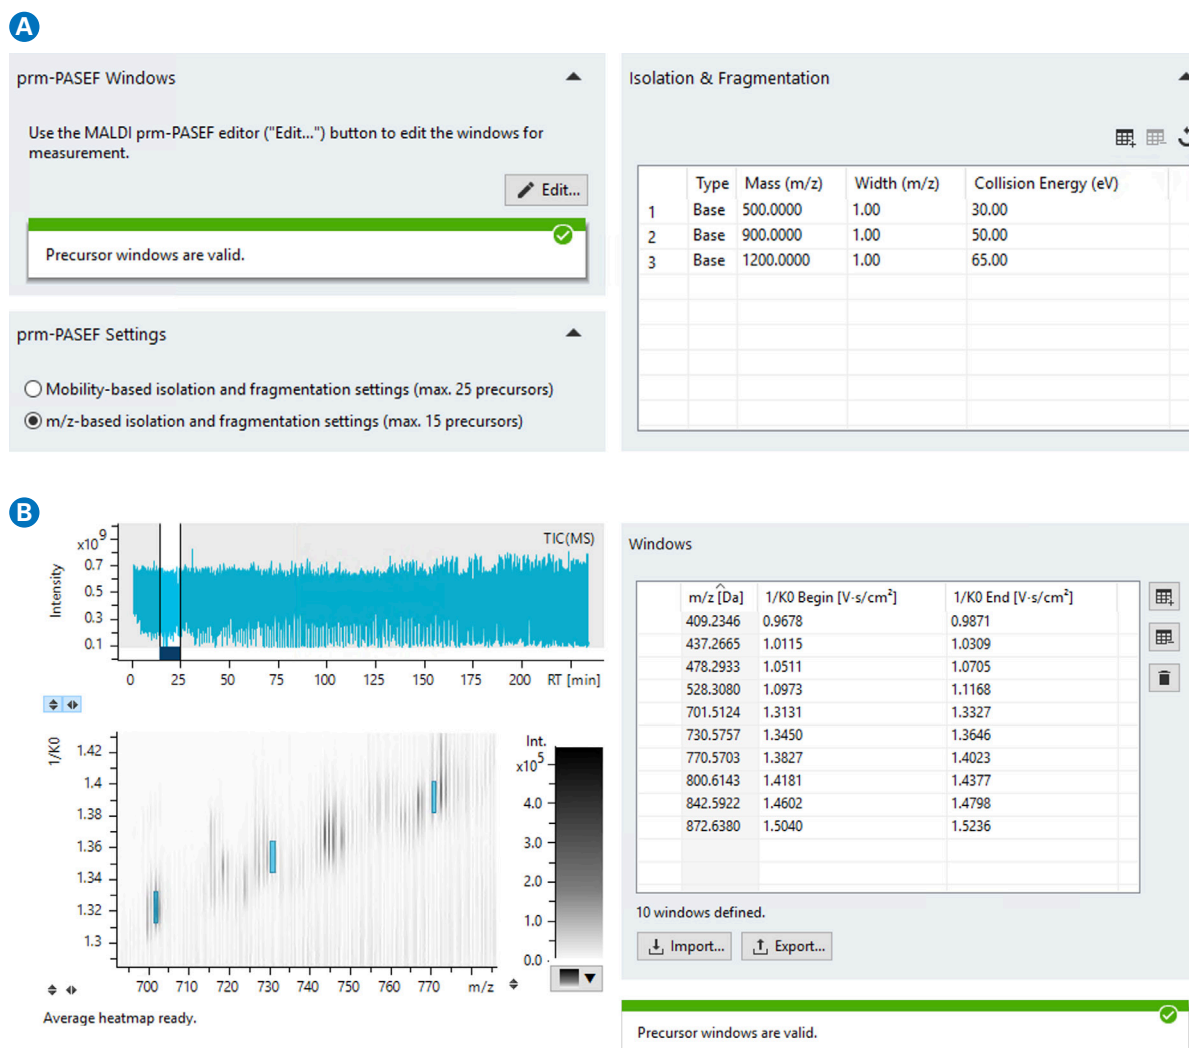 A
prm-PASEF Windows
Use the MALDI prm-PASEF editor ("Edit...") button to edit the windows for
measurement.
Edit...
Precursor windows are valid.
prm-PASEF Settings
Mobility-based isolation and fragmentation settings (max. 25 precursors)
m/z-based isolation and fragmentation settings (max. 15 precursors)
Isolation & Fragmentation
Type Mass (m/z) Width (m/z) Collision Energy (eV)
1 Base 500.0000 1.00 30.00
2 Base 900.0000 1.00 50.00
3 Base 1200.0000 1.00 65.00
B
TIC(MS)
x10^9
Intensity
0.7
0.5
0.3
0.1
0 25 50 75 100 125 150 175 200 RT [min]
1/K0
1.42
1.4
1.38
1.36
1.34
1.32
1.3
700 710 720 730 740 750 760 770 m/z
Int.
x10^5
4.0
3.0
2.0
1.0
0.0
Average heatmap ready.
Windows
m/z [Da] 1/K0 Begin [V·s/cm²] 1/K0 End [V·s/cm²]
409.2346 0.9678 0.9871
437.2665 1.0115 1.0309
478.2933 1.0511 1.0705
528.3080 1.0973 1.1168
701.5124 1.3131 1.3327
730.5757 1.3450 1.3646
770.5703 1.3827 1.4023
800.6143 1.4181 1.4377
842.5922 1.4602 1.4798
872.6380 1.5040 1.5236
10 windows defined.
Import... Export...
Precursor windows are valid.